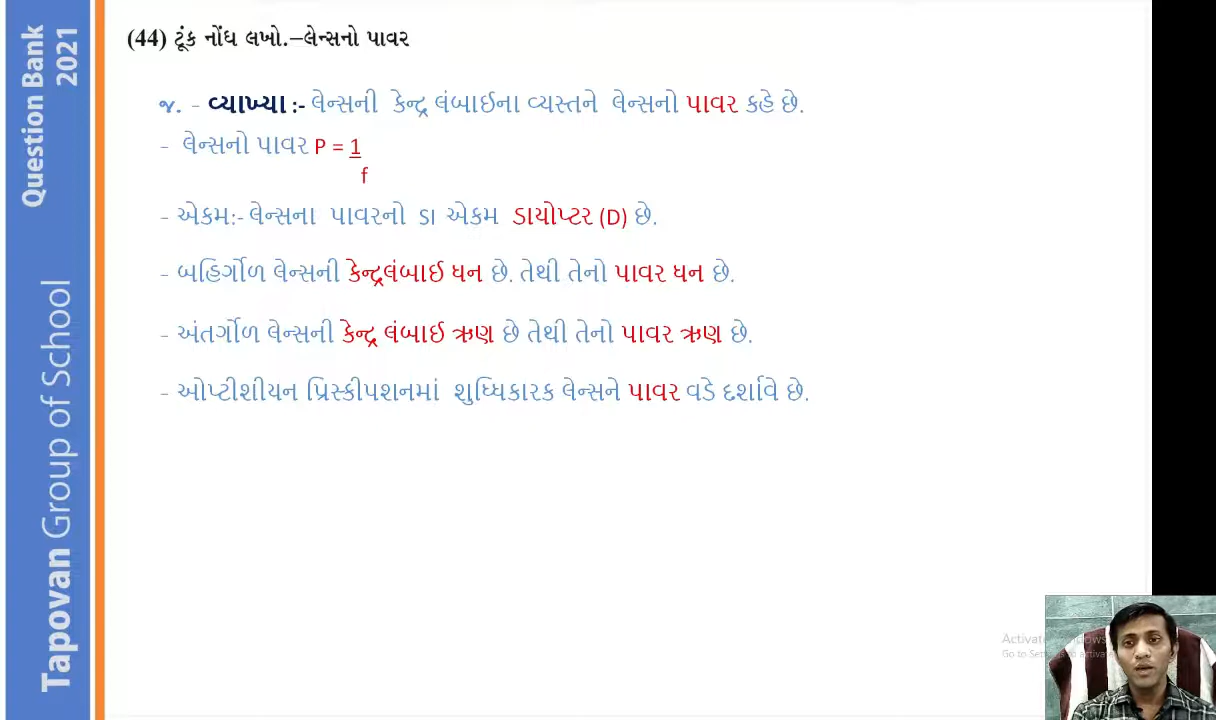 Question Bank
2021
Tapovan Group of School
(44) ટૂંક નોંધ લખો.–લેન્સનો પાવર
જ. - વ્યાખ્યા :- લેન્સની કેન્દ્ર લંબાઈના વ્યસ્તને લેન્સનો પાવર કહે છે.
- લેન્સનો પાવર P = 1
f
- એકમ:- લેન્સના પાવરનો SI એકમ ડાયોપ્ટર (D) છે.
- બહિર્ગોળ લેન્સની કેન્દ્રલંબાઈ ધન છે. તેથી તેનો પાવર ધન છે.
- અંતર્ગોળ લેન્સની કેન્દ્ર લંબાઈ ઋણ છે તેથી તેનો પાવર ઋણ છે.
- ઓપ્ટીશીયન પ્રિસ્કીપશનમાં શુધ્ધિકારક લેન્સને પાવર વડે દર્શાવે છે.